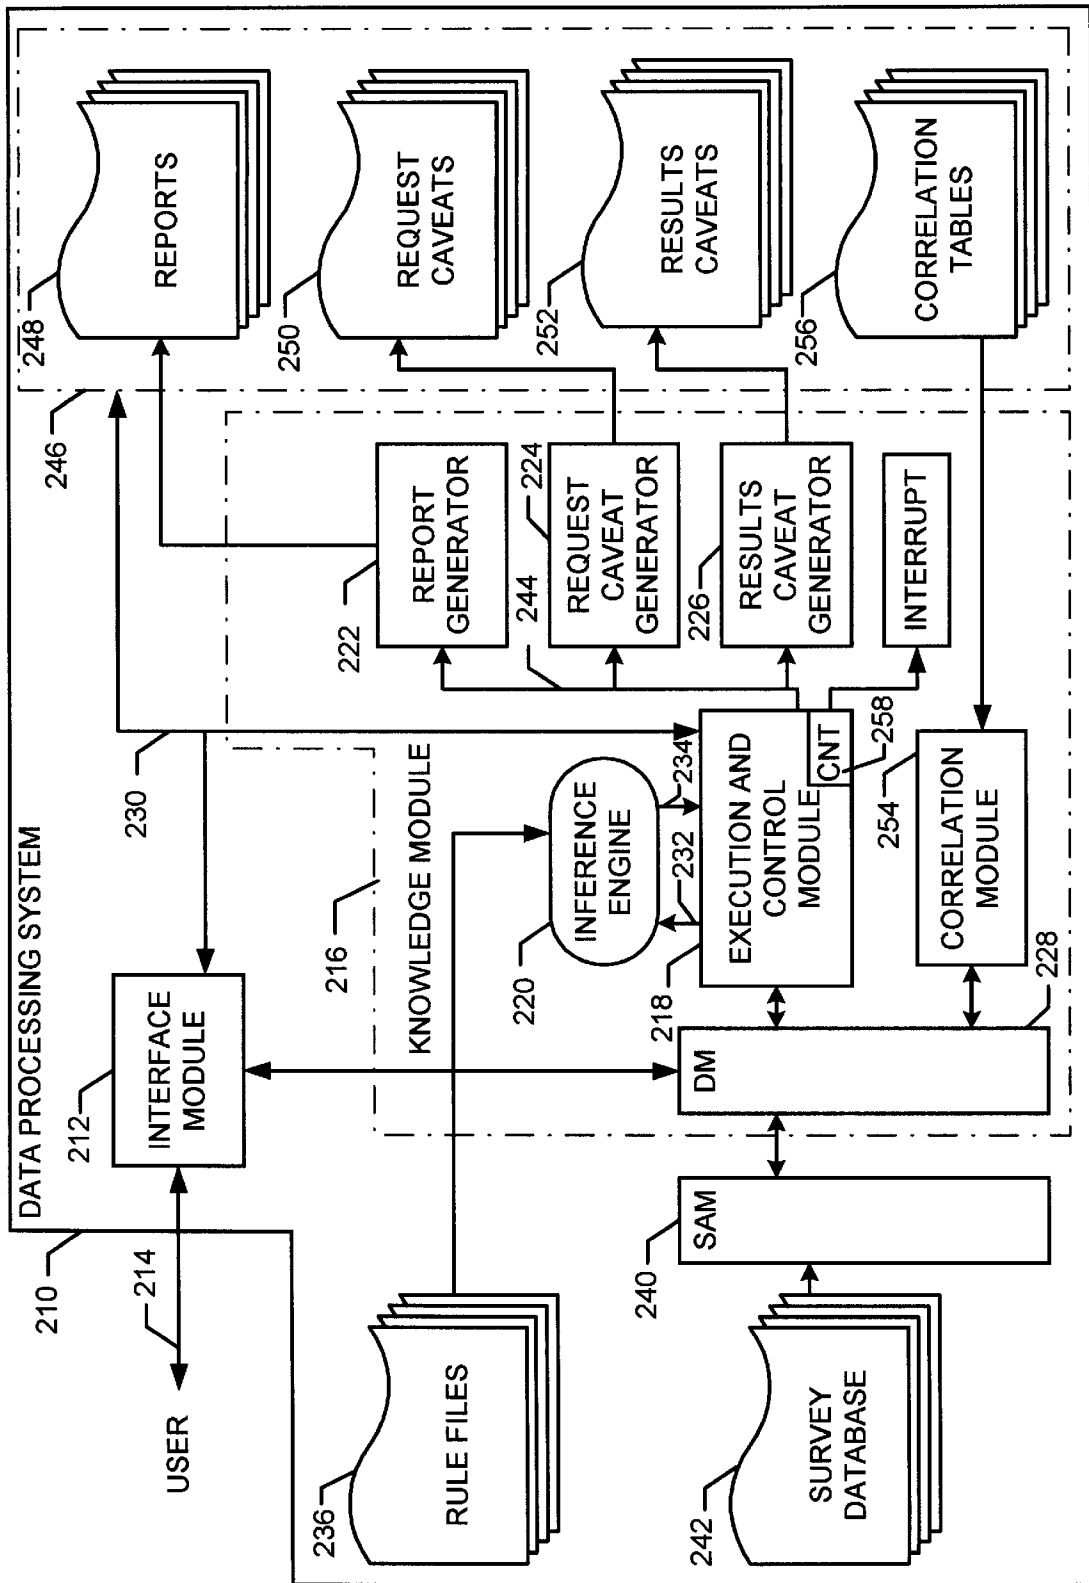 DATA PROCESSING SYSTEM
210
USER
214
212
INTERFACE
MODULE
230
246
248
REPORTS
250
REQUEST
CAVEATS
252
RESULTS
CAVEATS
256
CORRELATION
TABLES
216
KNOWLEDGE MODULE
222
REPORT
GENERATOR
244
224
REQUEST
CAVEAT
GENERATOR
226
RESULTS
CAVEAT
GENERATOR
INTERRUPT
220
INFERENCE
ENGINE
232
234
218
EXECUTION AND
CONTROL
MODULE
CNT
258
254
CORRELATION
MODULE
DM
228
236
RULE FILES
240
SAM
242
SURVEY
DATABASE